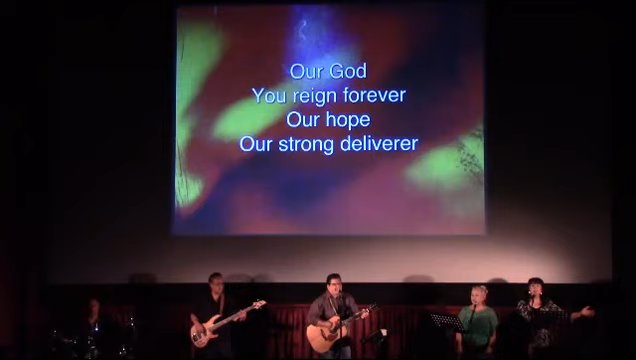 Our God
You reign forever
Our hope
Our strong deliverer